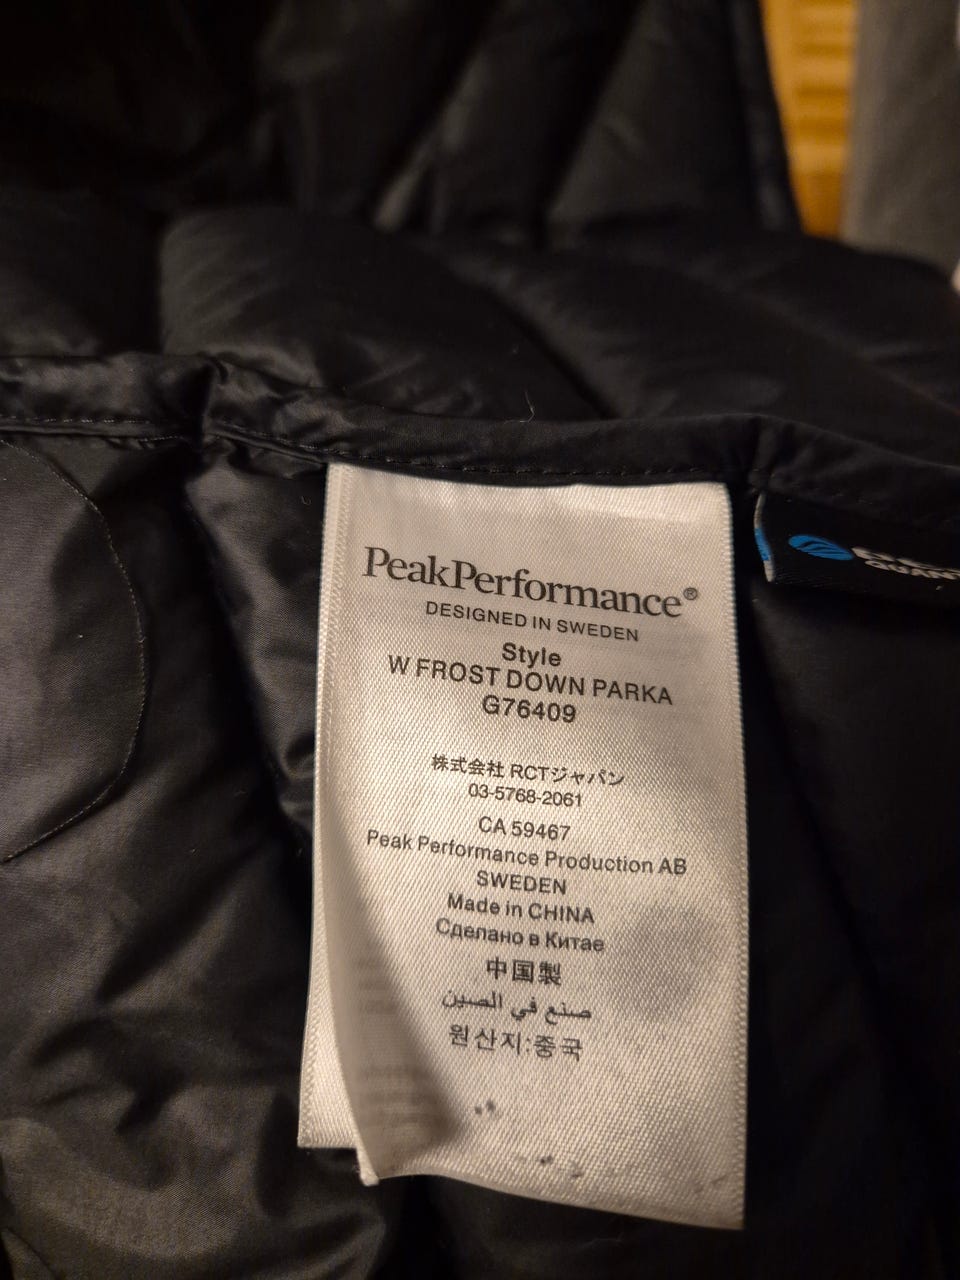 PeakPerformance®
DESIGNED IN SWEDEN
Style
W FROST DOWN PARKA
G76409
株式会社 RCTジャパン
03-5768-2061
CA 59467
Peak Performance Production AB
SWEDEN
Made in CHINA
Сделано в Китае
中国製
صنع في الصين
원산지:중국